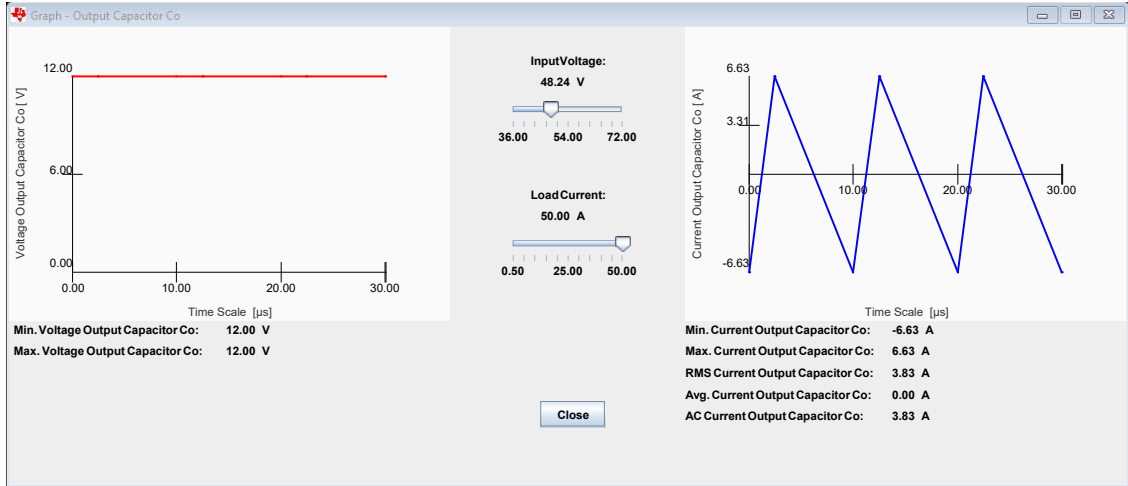 Graph - Output Capacitor Co
Voltage Output Capacitor Co [ V]
12.00
6.00
0.00
0.00 10.00 20.00 30.00
Time Scale [µs]
Min. Voltage Output Capacitor Co: 12.00 V
Max. Voltage Output Capacitor Co: 12.00 V
Input Voltage:
48.24 V
36.00 54.00 72.00
Load Current:
50.00 A
0.50 25.00 50.00
Close
Current Output Capacitor Co [ A]
6.63
3.31
0.00 10.00 20.00 30.00
-6.63
Time Scale [µs]
Min. Current Output Capacitor Co: -6.63 A
Max. Current Output Capacitor Co: 6.63 A
RMS Current Output Capacitor Co: 3.83 A
Avg. Current Output Capacitor Co: 0.00 A
AC Current Output Capacitor Co: 3.83 A